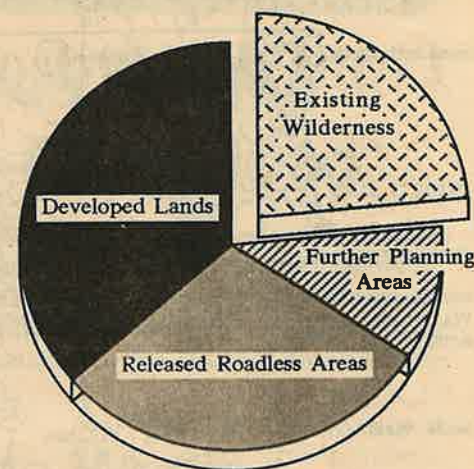 Existing
Wilderness
Developed Lands
Further Planning
Areas
Released Roadless Areas